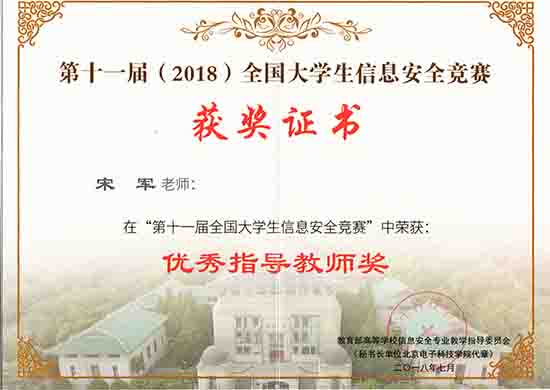 第十一届（2018）全国大学生信息安全竞赛
获奖证书
宋 军 老师：
在“第十一届全国大学生信息安全竞赛”中荣获：
优秀指导教师奖
教育部高等学校信息安全专业教学指导委员会
（秘书长单位北京电子科技学院代章）
二〇一八年七月